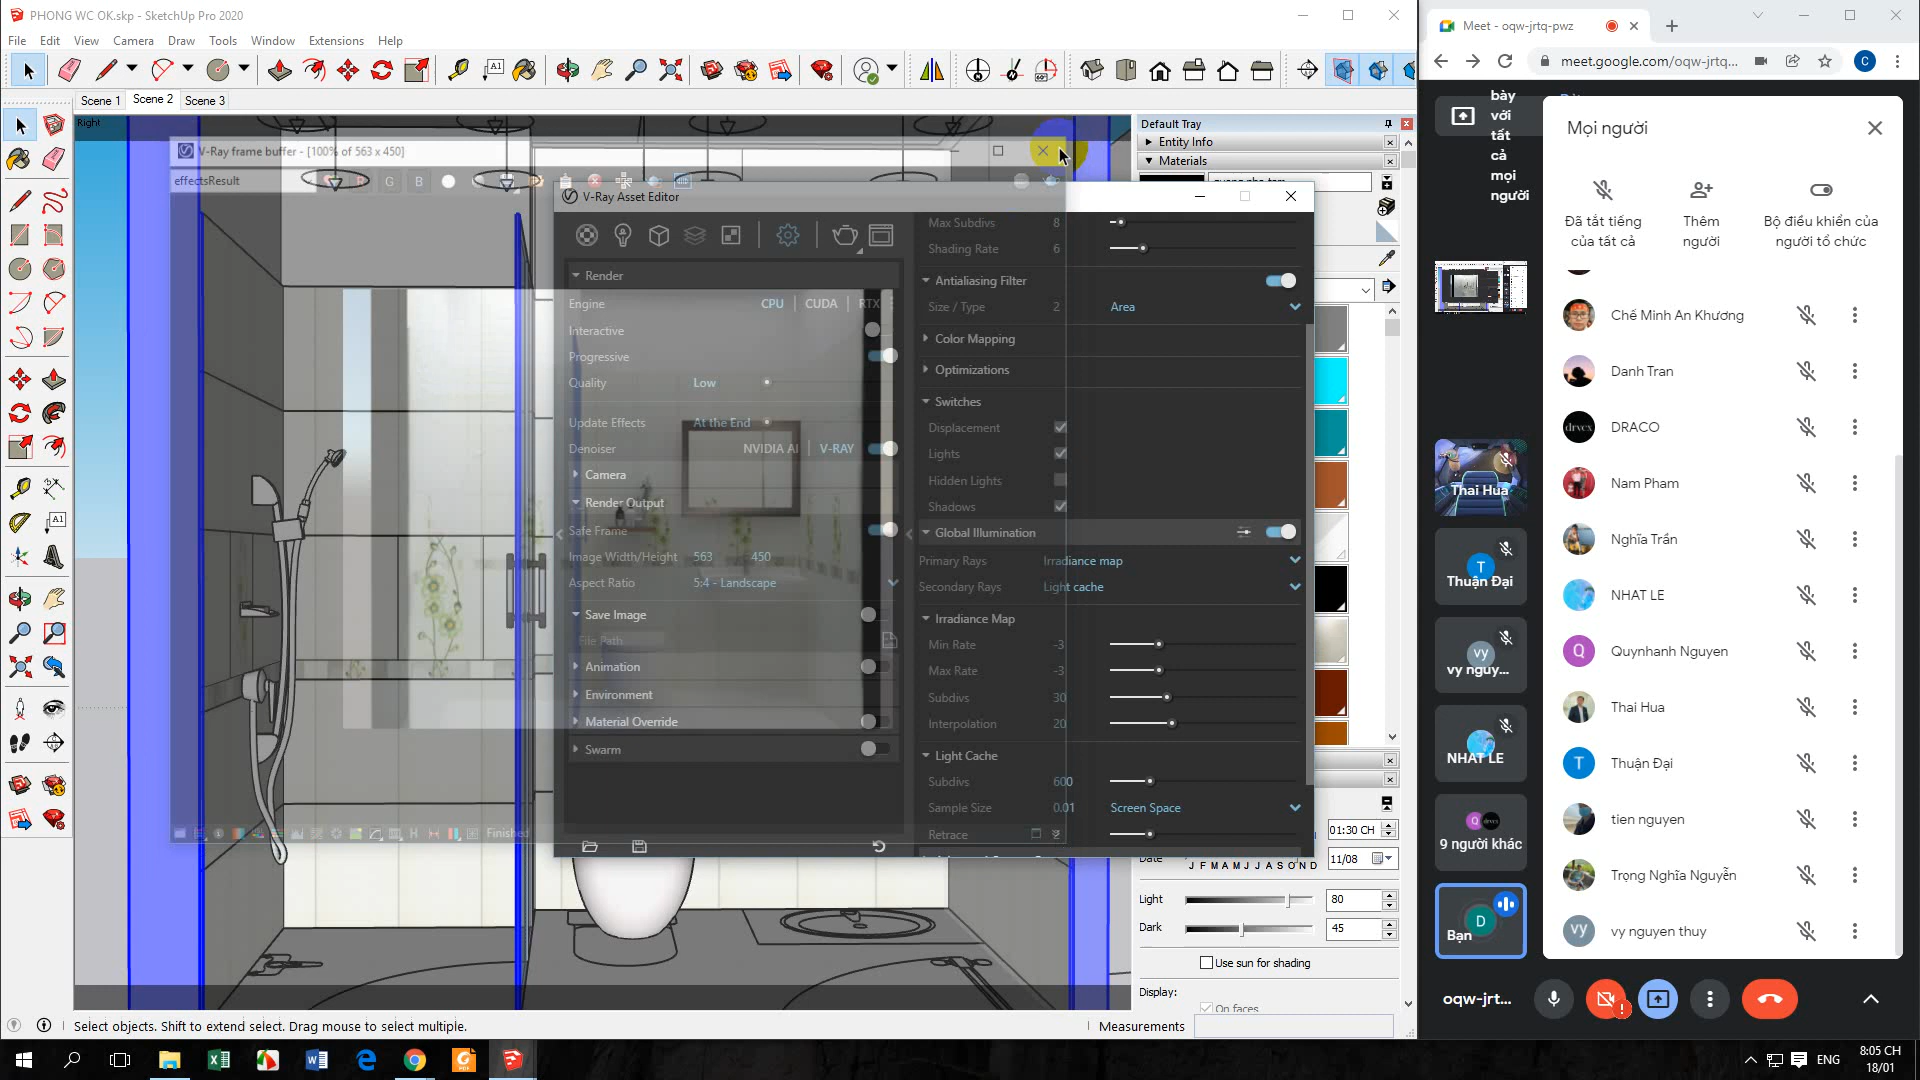 PHONG WC OK.skp - SketchUp Pro 2020
File Edit View Camera Draw Tools Window Extensions Help
Scene 1 Scene 2 Scene 3
Right
V-Ray frame buffer - [100% of 563 x 450]
effectsResult
R G B
Finished
V-Ray Asset Editor
Render
Engine CPU CUDA RTX
Interactive
Progressive
Quality Low
Update Effects At the End
Denoiser NVIDIA AI V-RAY
Camera
Render Output
Safe Frame
Image Width/Height 563 450
Aspect Ratio 5:4 - Landscape
Save Image
File Path
Animation
Environment
Material Override
Swarm
Max Subdivs 8
Shading Rate 6
Antialiasing Filter
Size / Type 2 Area
Color Mapping
Optimizations
Switches
Displacement
Lights
Hidden Lights
Shadows
Global Illumination
Primary Rays Irradiance map
Secondary Rays Light cache
Irradiance Map
Min Rate -3
Max Rate -3
Subdivs 30
Interpolation 20
Light Cache
Subdivs 600
Sample Size 0.01 Screen Space
Retrace
Default Tray
Entity Info
Materials
01:30 CH
Date J F M A M J J A S O N D 11/08
Light 80
Dark 45
Use sun for shading
Display:
On faces
Select objects. Shift to extend select. Drag mouse to select multiple.
Measurements
Meet - oqw-jrtq-pwz
meet.google.com/oqw-jrtq...
C
bày
với
tất
cả
mọi
người
Mọi người
Đã tắt tiếng
của tất cả
Thêm
người
Bộ điều khiển của
người tổ chức
Chế Minh An Khương
Danh Tran
DRACO
Nam Pham
Nghĩa Trần
NHAT LE
Quynhanh Nguyen
Thai Hua
Thuận Đại
tien nguyen
Trọng Nghĩa Nguyễn
vy nguyen thuy
Thai Hua
Thuận Đại
vy nguy...
NHAT LE
9 người khác
Bạn
oqw-jrt...
ENG
8:05 CH
18/01